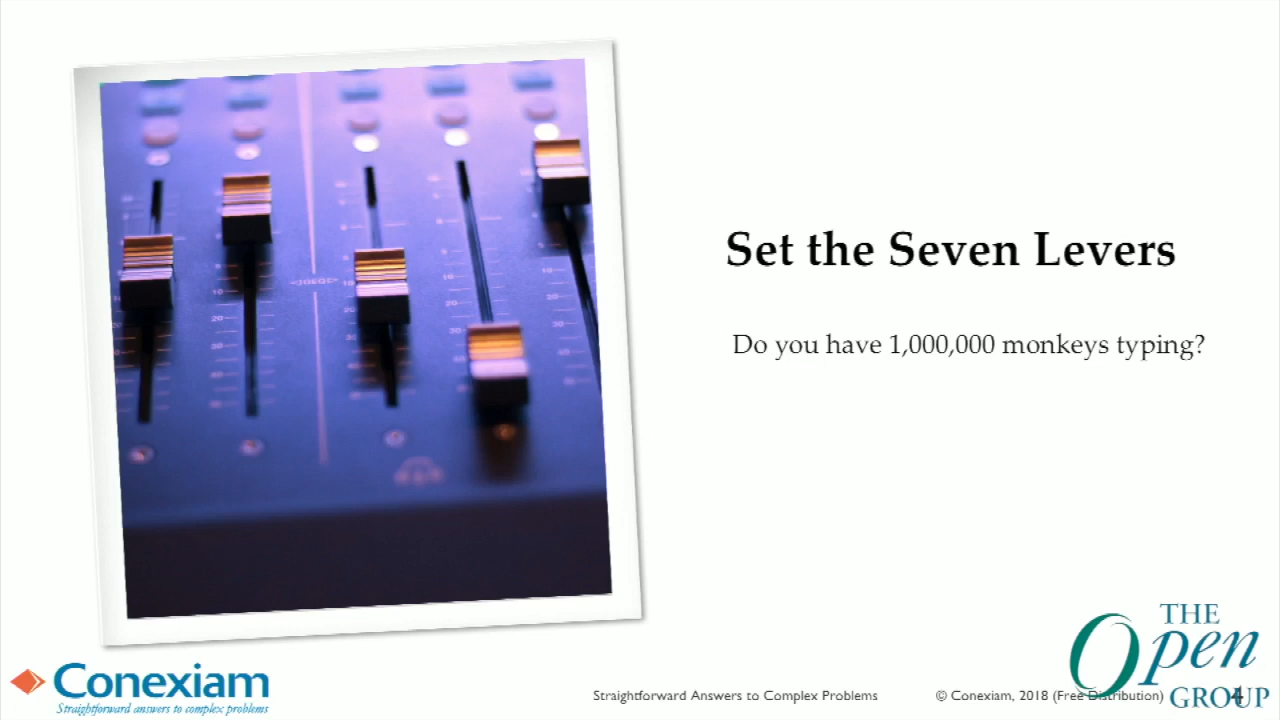 Set the Seven Levers
Do you have 1,000,000 monkeys typing?
Conexiam
Straightforward answers to complex problems
Straightforward Answers to Complex Problems
© Conexiam, 2018 (Free Distribution)
4
THE
Open
GROUP